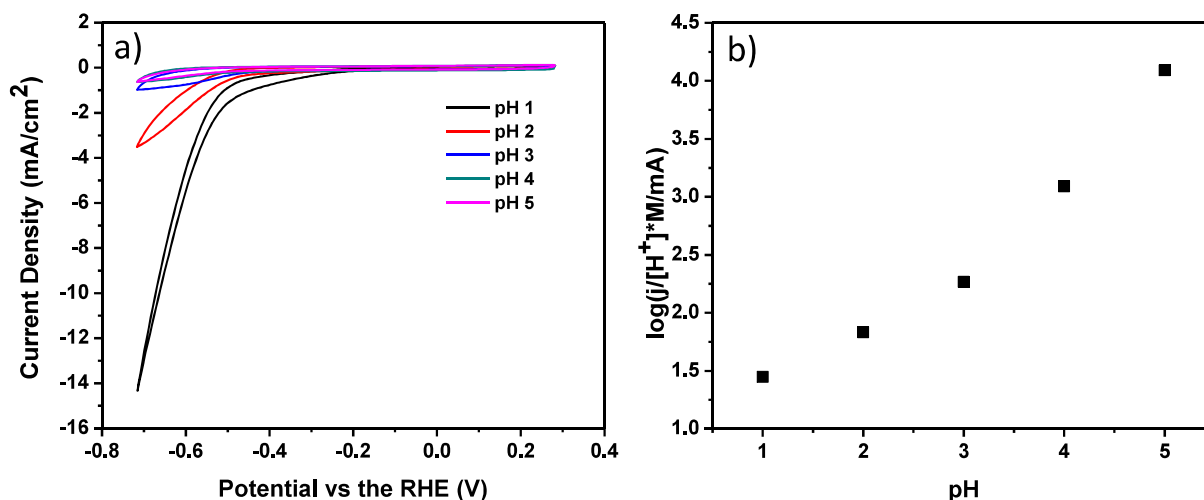 a)
2
0
-2
-4
-6
-8
-10
-12
-14
-16
Current Density (mA/cm²)
pH 1
pH 2
pH 3
pH 4
pH 5
-0.8 -0.6 -0.4 -0.2 0.0 0.2 0.4
Potential vs the RHE (V)
b)
4.5
4.0
3.5
3.0
2.5
2.0
1.5
1.0
log(j/[H⁺]*M/mA)
1 2 3 4 5
pH